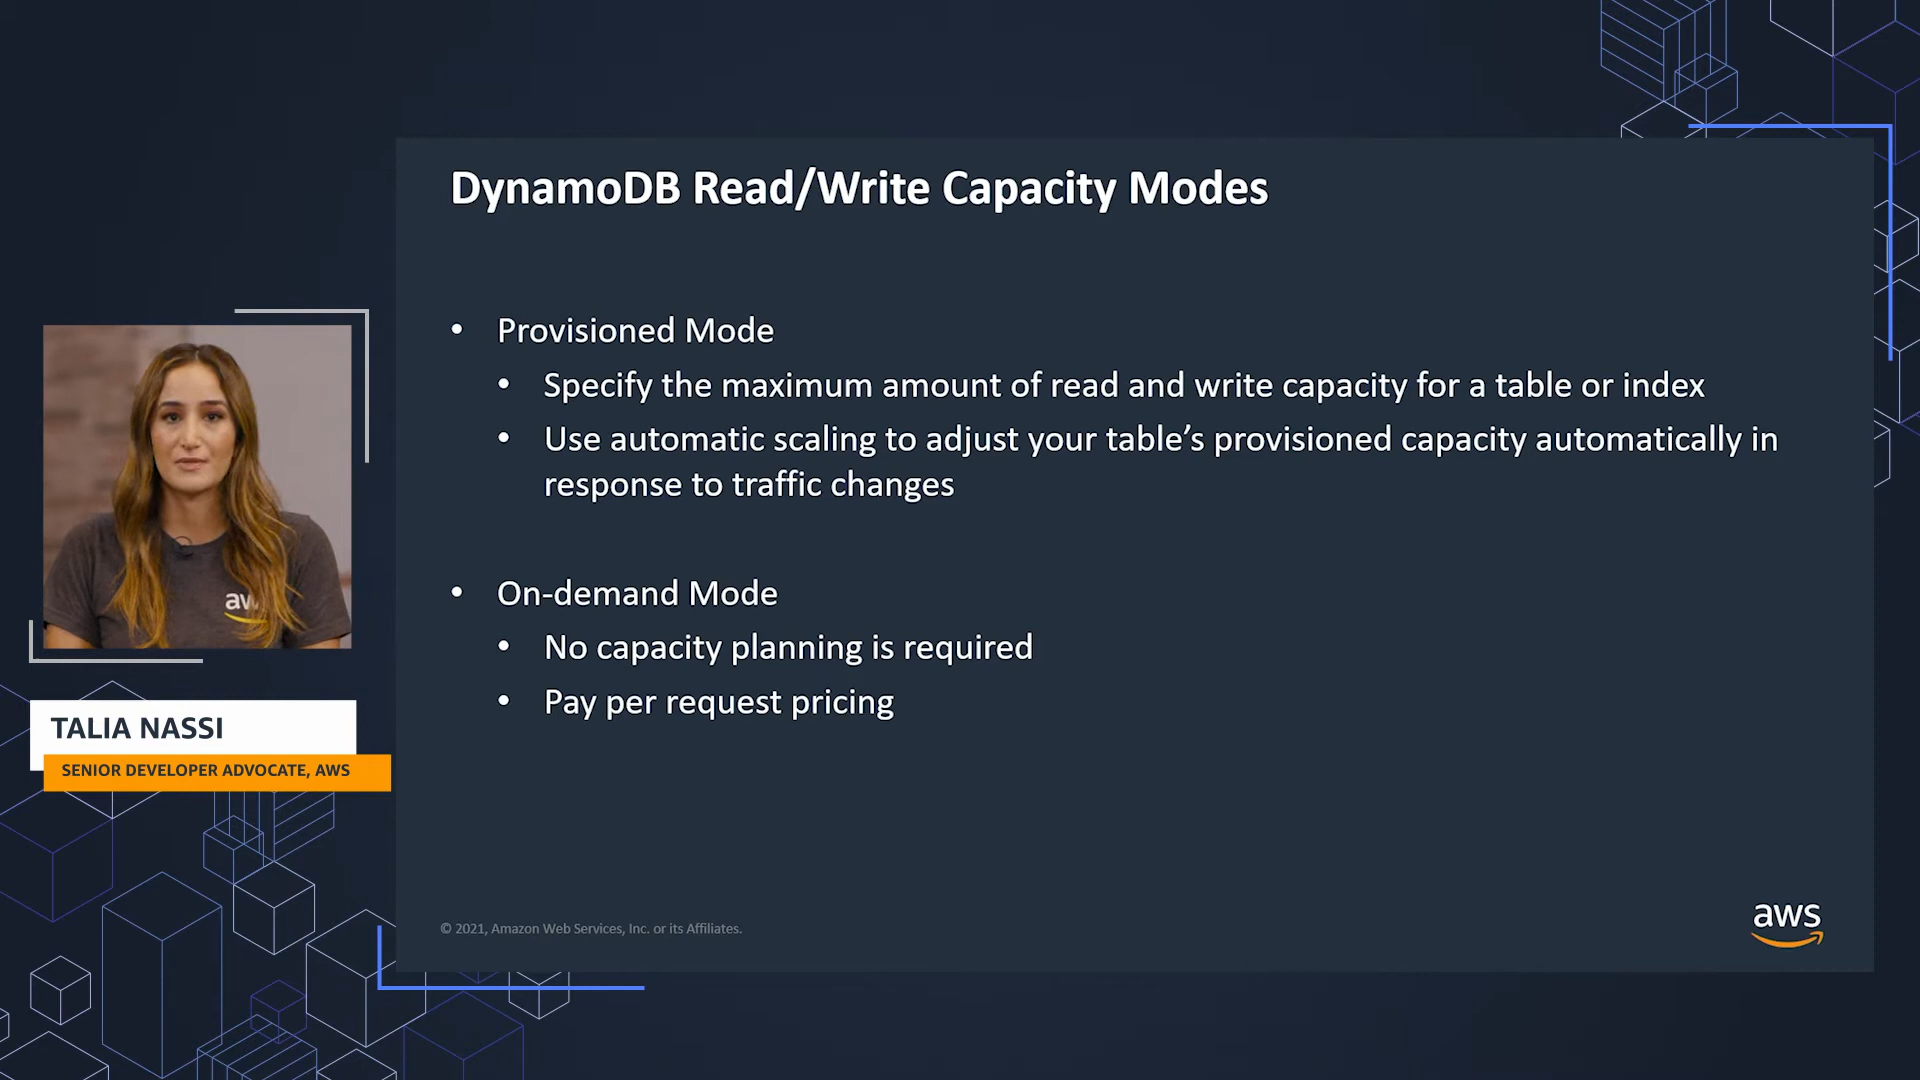 DynamoDB Read/Write Capacity Modes
• Provisioned Mode
• Specify the maximum amount of read and write capacity for a table or index
• Use automatic scaling to adjust your table’s provisioned capacity automatically in
response to traffic changes
• On-demand Mode
• No capacity planning is required
• Pay per request pricing
aws
TALIA NASSI
SENIOR DEVELOPER ADVOCATE, AWS
© 2021, Amazon Web Services, Inc. or its Affiliates.
aws